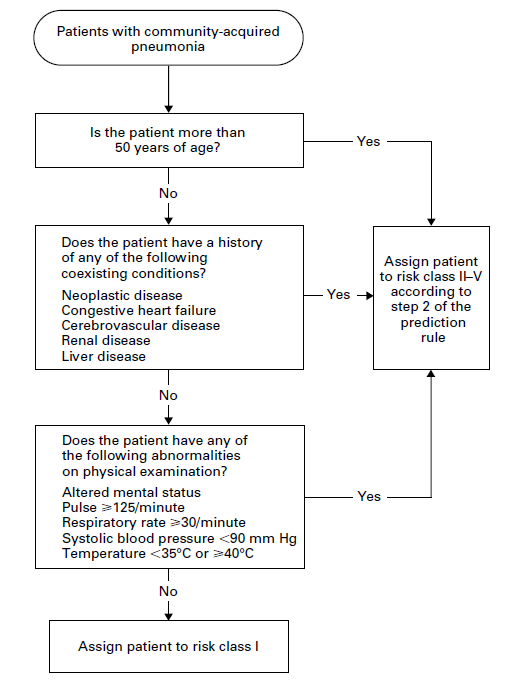 Patients with community-acquired
pneumonia
Is the patient more than
50 years of age?
Yes
No
Does the patient have a history
of any of the following
coexisting conditions?
Neoplastic disease
Congestive heart failure
Cerebrovascular disease
Renal disease
Liver disease
Yes
Assign patient
to risk class II–V
according to
step 2 of the
prediction
rule
No
Does the patient have any of
the following abnormalities
on physical examination?
Altered mental status
Pulse ≥125/minute
Respiratory rate ≥30/minute
Systolic blood pressure <90 mm Hg
Temperature <35°C or ≥40°C
Yes
No
Assign patient to risk class I